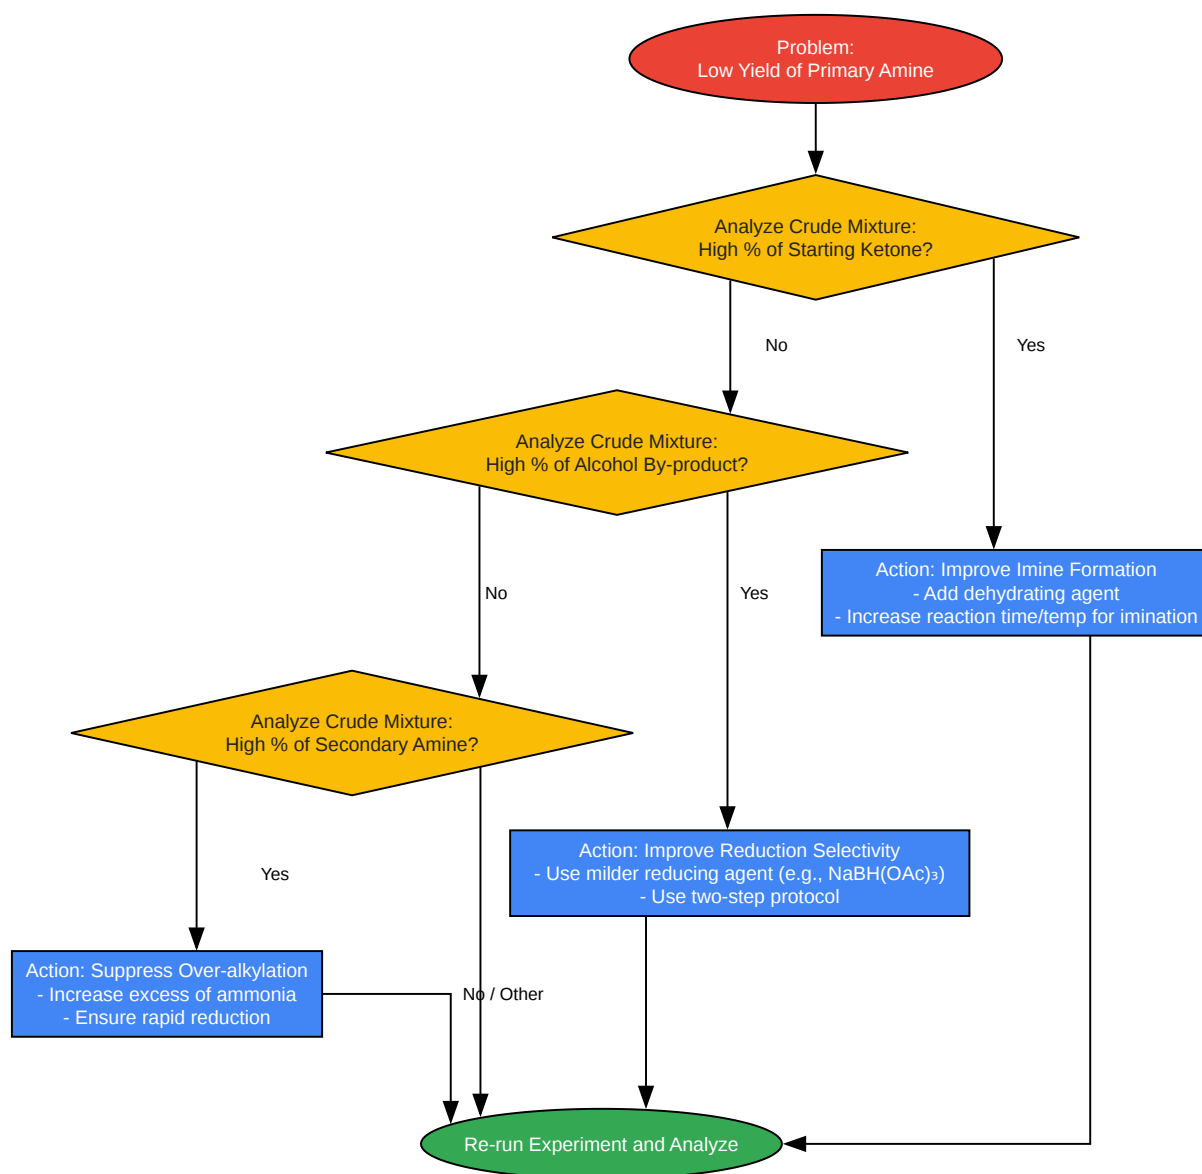 Problem:
Low Yield of Primary Amine
Analyze Crude Mixture:
High % of Starting Ketone?
No
Yes
Analyze Crude Mixture:
High % of Alcohol By-product?
Action: Improve Imine Formation
- Add dehydrating agent
- Increase reaction time/temp for imination
No
Yes
Analyze Crude Mixture:
High % of Secondary Amine?
Action: Improve Reduction Selectivity
- Use milder reducing agent (e.g., NaBH(OAc)₃)
- Use two-step protocol
Yes
Action: Suppress Over-alkylation
- Increase excess of ammonia
- Ensure rapid reduction
No / Other
Re-run Experiment and Analyze